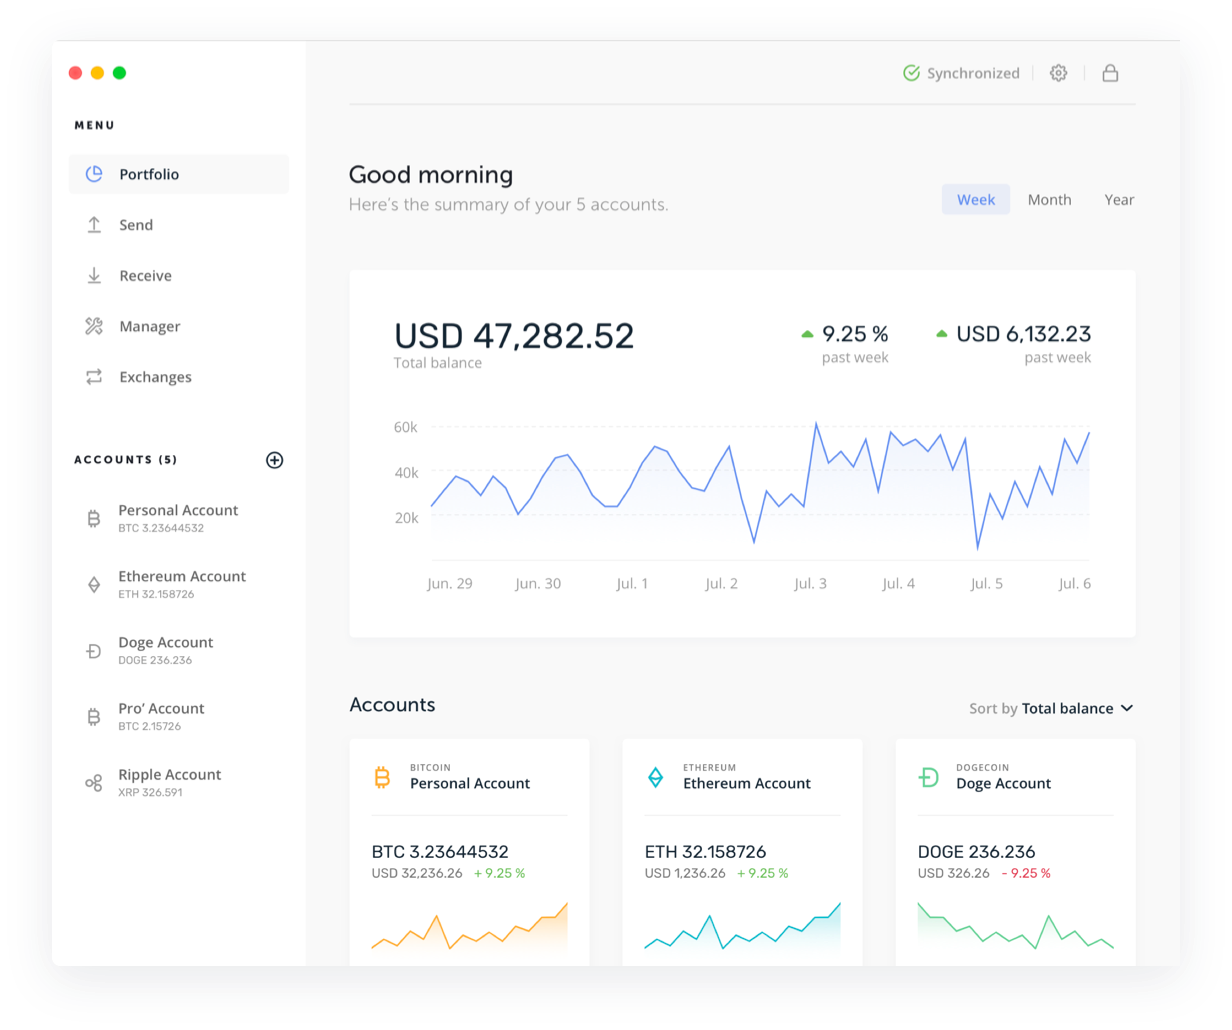 MENU
Portfolio
Send
Receive
Manager
Exchanges
ACCOUNTS (5)
Personal Account
BTC 3.23644532
Ethereum Account
ETH 32.158726
Doge Account
DOGE 236.236
Pro’ Account
BTC 2.15726
Ripple Account
XRP 326.591
Synchronized
Good morning
Here's the summary of your 5 accounts.
Week Month Year
USD 47,282.52
Total balance
9.25 %
past week
USD 6,132.23
past week
60k
40k
20k
Jun. 29 Jun. 30 Jul. 1 Jul. 2 Jul. 3 Jul. 4 Jul. 5 Jul. 6
Accounts
Sort by Total balance
BITCOIN
Personal Account
BTC 3.23644532
USD 32,236.26 + 9.25 %
ETHEREUM
Ethereum Account
ETH 32.158726
USD 1,236.26 + 9.25 %
DOGECOIN
Doge Account
DOGE 236.236
USD 326.26 - 9.25 %